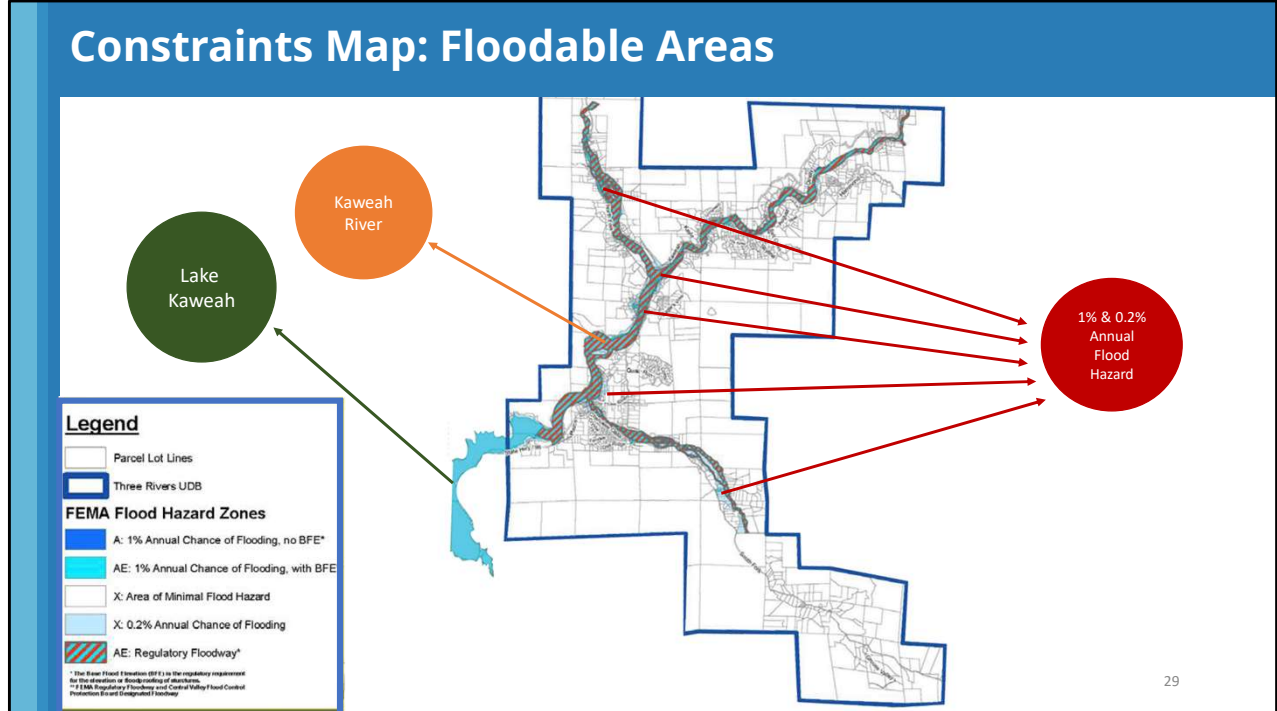 Constraints Map: Floodable Areas
Kaweah
River
Lake
Kaweah
1% & 0.2%
Annual
Flood
Hazard
Legend
Parcel Lot Lines
Three Rivers UDB
FEMA Flood Hazard Zones
A: 1% Annual Chance of Flooding, no BFE*
AE: 1% Annual Chance of Flooding, with BFE
X: Area of Minimal Flood Hazard
X: 0.2% Annual Chance of Flooding
AE: Regulatory Floodway*
* The Base Flood Elevation (BFE) is the regulatory requirement
for the elevation or floodproofing of sturctures.
** FEMA Regulatory Floodway and Central Valley Flood Control
Protection Board Designated Floodway
South Fork
29